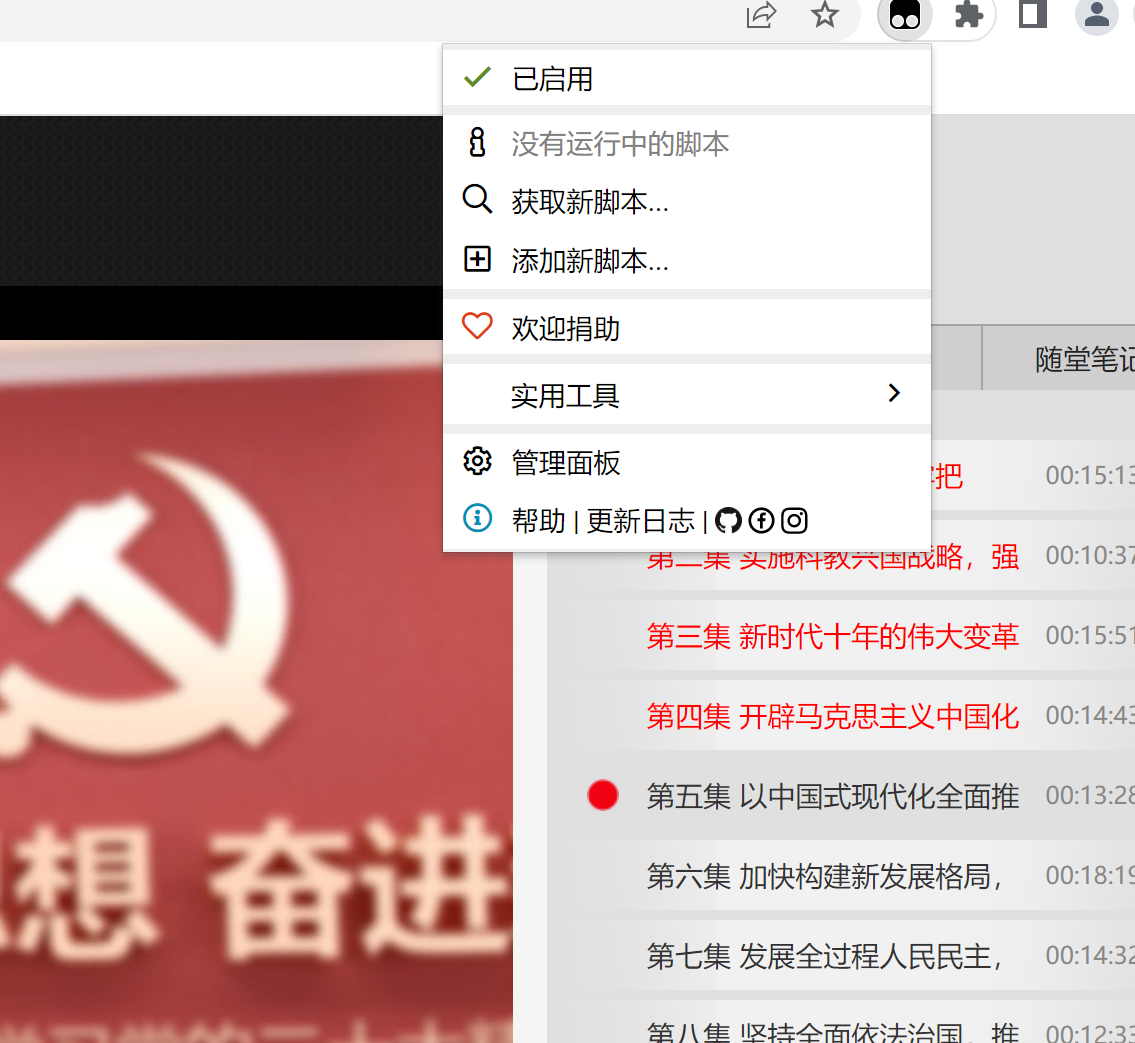 已启用
没有运行中的脚本
获取新脚本...
添加新脚本...
欢迎捐助
实用工具
管理面板
帮助 | 更新日志 |
随堂笔记
把 00:15:13
第二集 实施科教兴国战略，强 00:10:37
第三集 新时代十年的伟大变革 00:15:51
第四集 开辟马克思主义中国化 00:14:43
第五集 以中国式现代化全面推 00:13:28
第六集 加快构建新发展格局， 00:18:19
第七集 发展全过程人民民主， 00:14:32
第八集 坚持全面依法治国，推 00:12:33
想 奋进